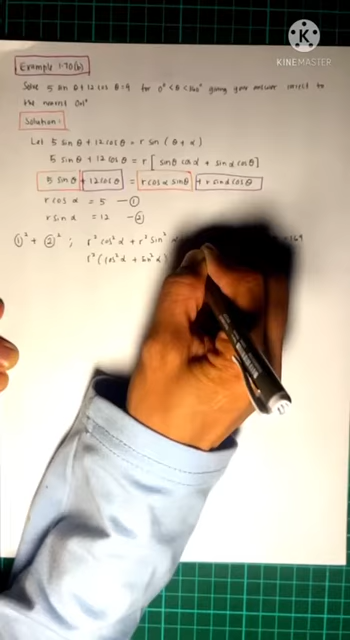 KINEMASTER
Example 1.70(b)
Solve 5 sin θ + 12 cos θ = 9 for 0° < θ < 360° giving your answer correct to
the nearest
Solution:
Let 5 sin θ + 12 cos θ = r sin (θ + α)
5 sin θ + 12 cos θ = r [ sin θ cos α + sin α cos θ ]
5 sin θ + 12 cos θ = r cos α sin θ + r sin α cos θ
r cos α = 5 — ①
r sin α = 12 — ②
①² + ②² ; r² cos² α + r² sin² α 169
r² ( cos² α + sin² α )